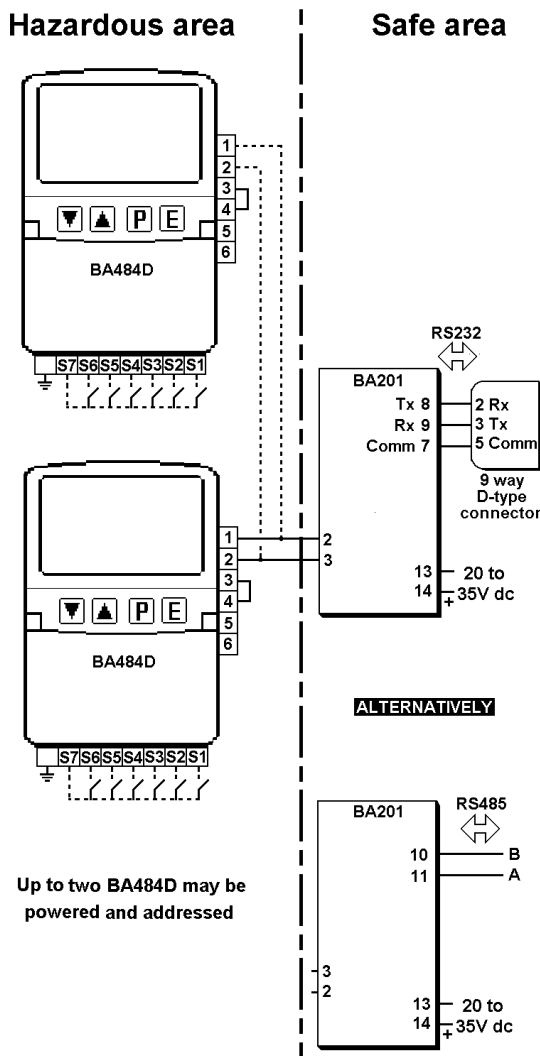 Hazardous area
Safe area
1
2
3
4
5
6
P E
BA484D
S7 S6 S5 S4 S3 S2 S1
RS232
BA201
Tx 8
2 Rx
Rx 9
3 Tx
Comm 7
5 Comm
9 way
D-type
connector
2
3
13
20 to
14
+ 35V dc
1
2
3
4
5
6
P E
BA484D
S7 S6 S5 S4 S3 S2 S1
ALTERNATIVELY
BA201
RS485
10
B
11
A
3
2
13
20 to
14
+ 35V dc
Up to two BA484D may be
powered and addressed